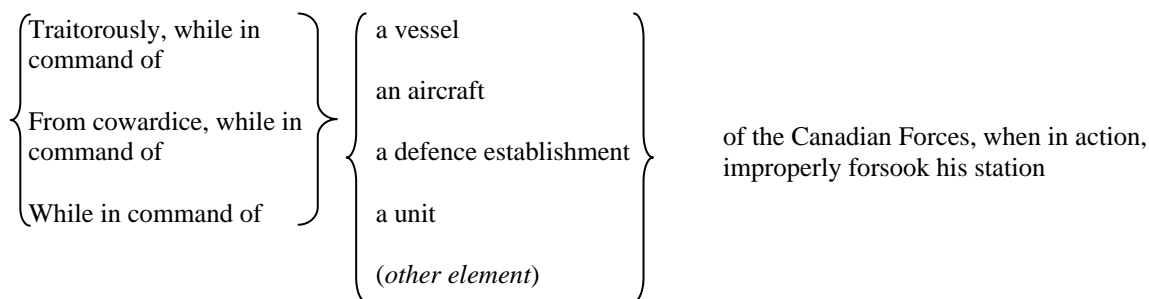 Traitorously, while in
command of
From cowardice, while in
command of
While in command of
a vessel
an aircraft
a defence establishment
a unit
(other element)
of the Canadian Forces, when in action,
improperly forsook his station